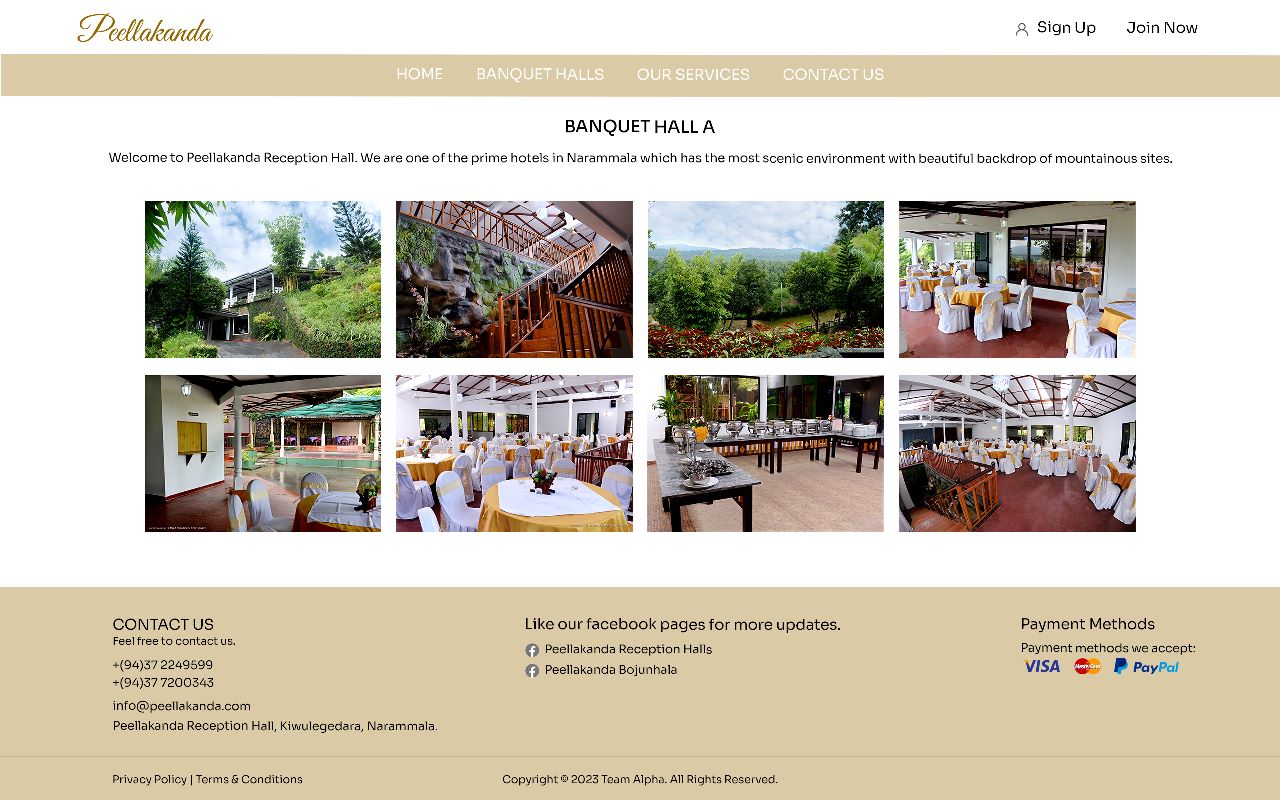 Peellakanda
Sign Up
Join Now
HOME
BANQUET HALLS
OUR SERVICES
CONTACT US
BANQUET HALL A
Welcome to Peellakanda Reception Hall. We are one of the prime hotels in Narammala which has the most scenic environment with beautiful backdrop of mountainous sites.
CONTACT US
Feel free to contact us.
+(94)37 2249599
+(94)37 7200343
info@peellakanda.com
Peellakanda Reception Hall, Kiwulegedara, Narammala.
Like our facebook pages for more updates.
Peellakanda Reception Halls
Peellakanda Bojunhala
Payment Methods
Payment methods we accept:
VISA MasterCard PayPal
Privacy Policy | Terms & Conditions
Copyright © 2023 Team Alpha. All Rights Reserved.